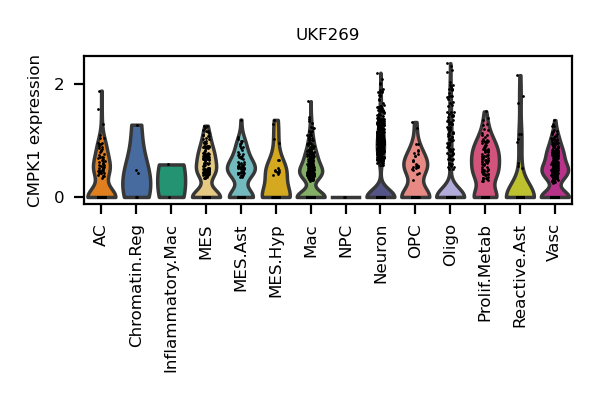 UKF269
CMPK1 expression
2
0
AC
Chromatin.Reg
Inflammatory.Mac
MES
MES.Ast
MES.Hyp
Mac
NPC
Neuron
OPC
Oligo
Prolif.Metab
Reactive.Ast
Vasc